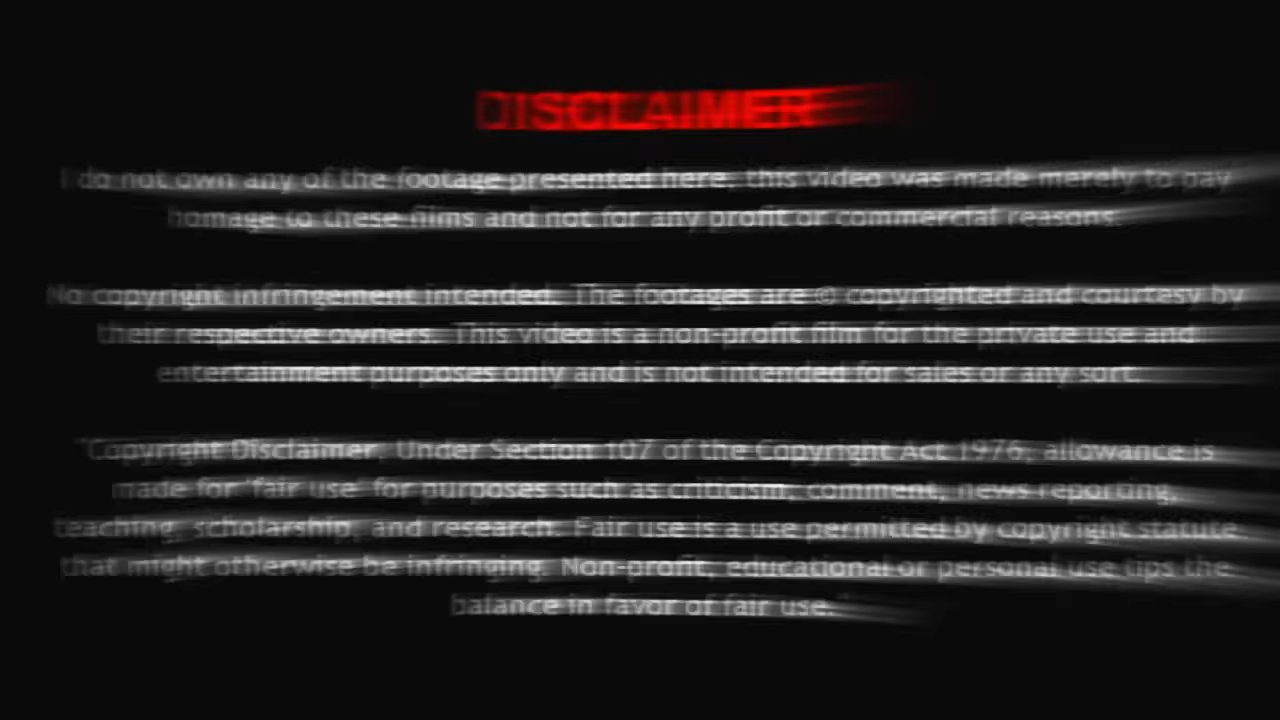 DISCLAIMER
I do not own any of the footage presented here, this video was made merely to pay
homage to these films and not for any profit or commercial reasons.
No copyright infringement intended. The footages are © copyrighted and courtesy by
their respective owners. This video is a non-profit film for the private use and
entertainment purposes only and is not intended for sales or any sort.
"Copyright Disclaimer, Under Section 107 of the Copyright Act 1976, allowance is
made for 'fair use' for purposes such as criticism, comment, news reporting,
teaching, scholarship, and research. Fair use is a use permitted by copyright statute
that might otherwise be infringing. Non-profit, educational or personal use tips the
balance in favor of fair use."